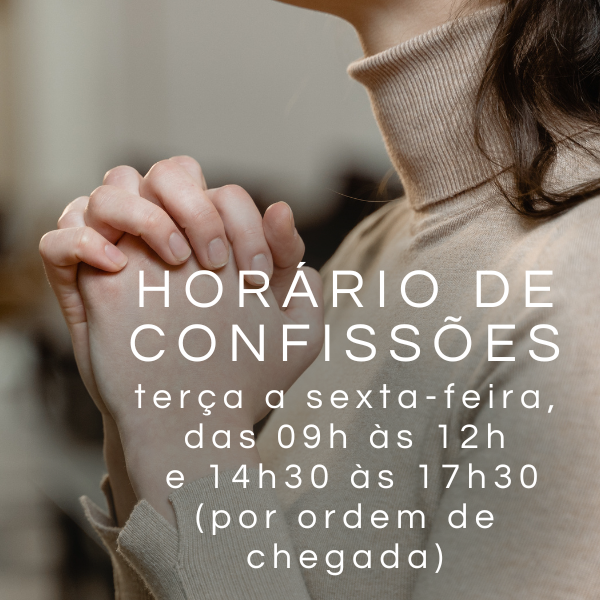 HORÁRIO DE
CONFISSÕES
terça a sexta-feira,
das 09h às 12h
e 14h30 às 17h30
(por ordem de
chegada)